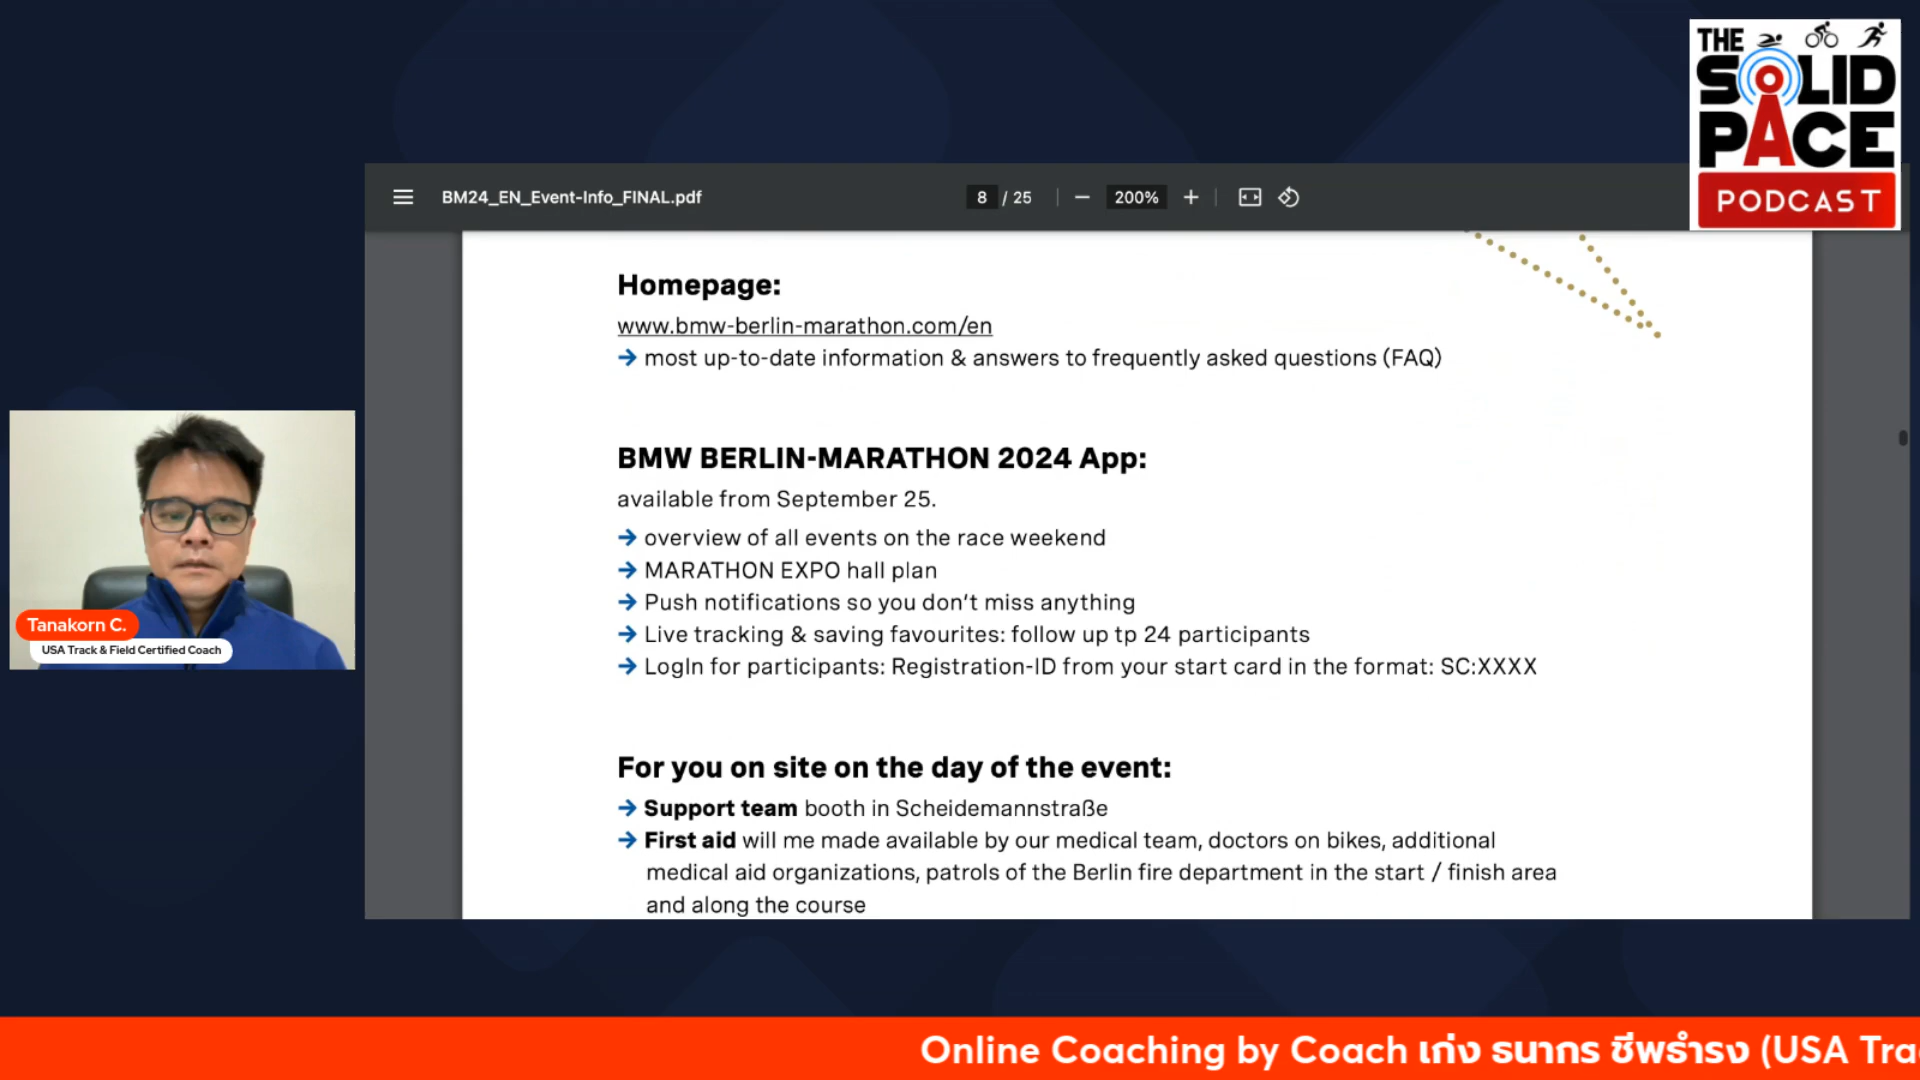 THE
SOLID
PACE
PODCAST
BM24_EN_Event-Info_FINAL.pdf
8 / 25
200%
Homepage:
www.bmw-berlin-marathon.com/en
→ most up-to-date information & answers to frequently asked questions (FAQ)
BMW BERLIN-MARATHON 2024 App:
available from September 25.
→ overview of all events on the race weekend
→ MARATHON EXPO hall plan
→ Push notifications so you don’t miss anything
→ Live tracking & saving favourites: follow up tp 24 participants
→ LogIn for participants: Registration-ID from your start card in the format: SC:XXXX
For you on site on the day of the event:
→ Support team booth in Scheidemannstraße
→ First aid will me made available by our medical team, doctors on bikes, additional
medical aid organizations, patrols of the Berlin fire department in the start / finish area
and along the course
Tanakorn C.
USA Track & Field Certified Coach
Online Coaching by Coach เก่ง ธนากร ชีพธำรง (USA Tra